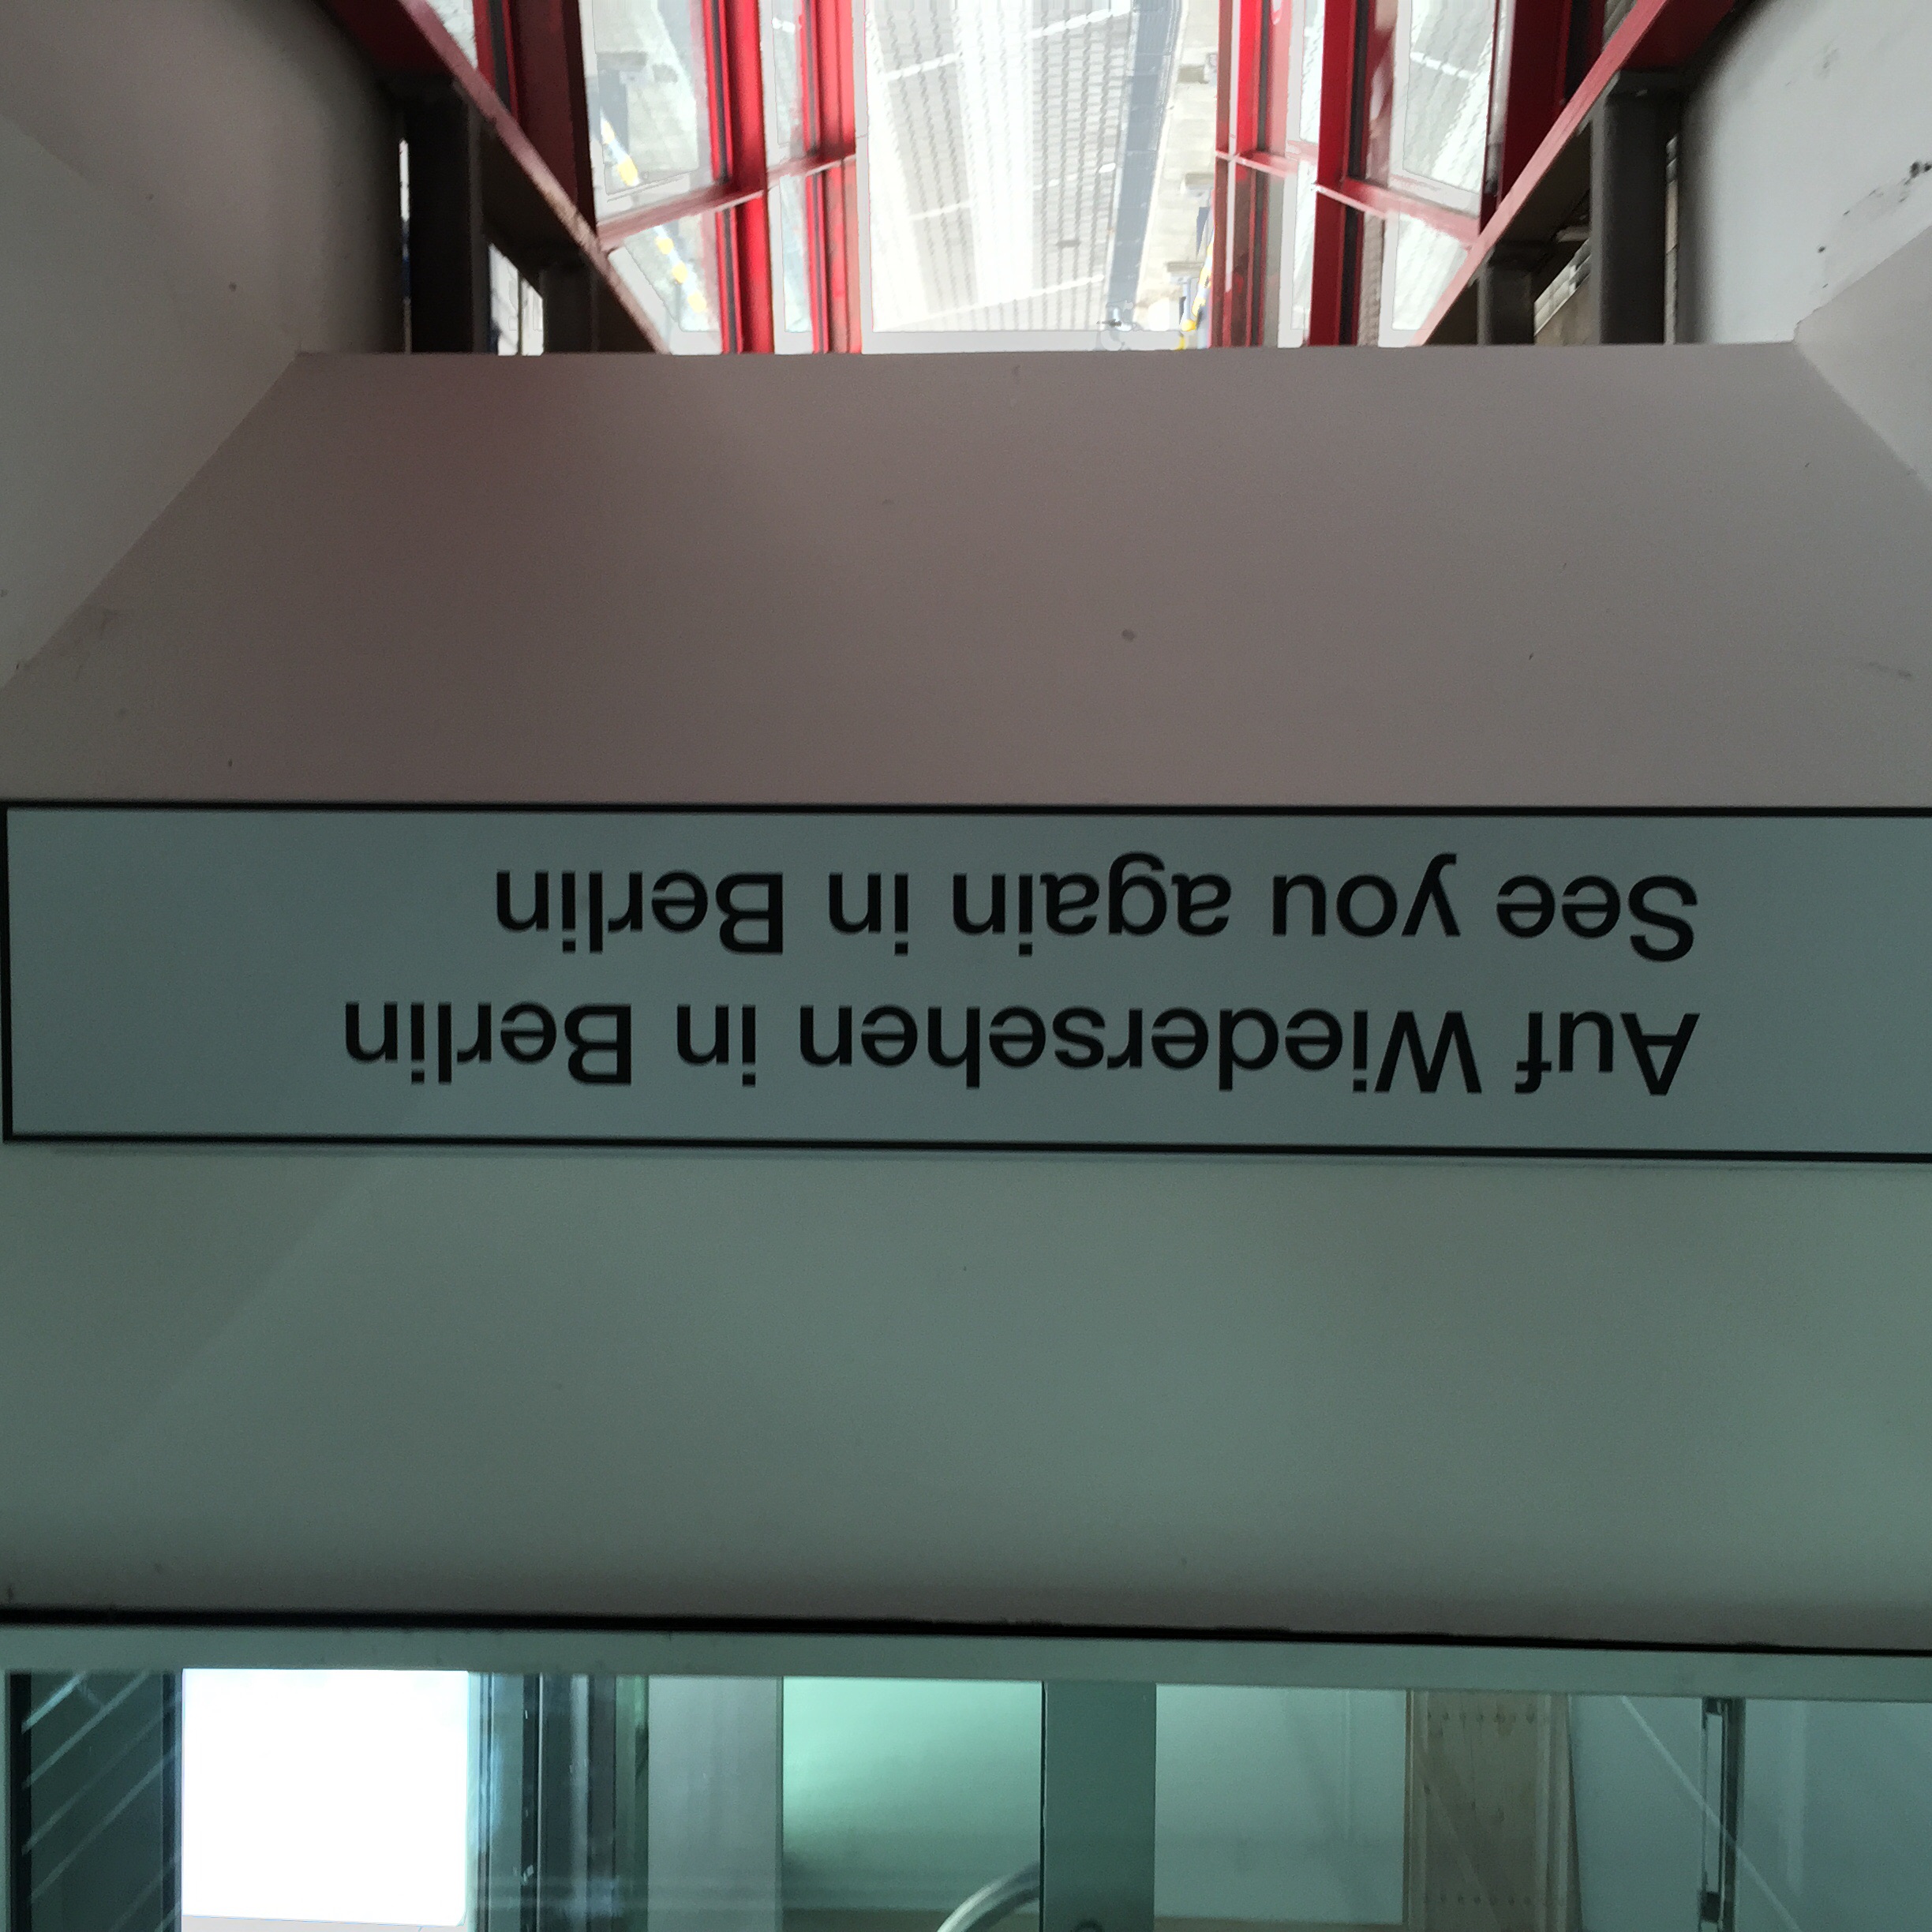 Auf Wiedersehen in Berlin
See you again in Berlin